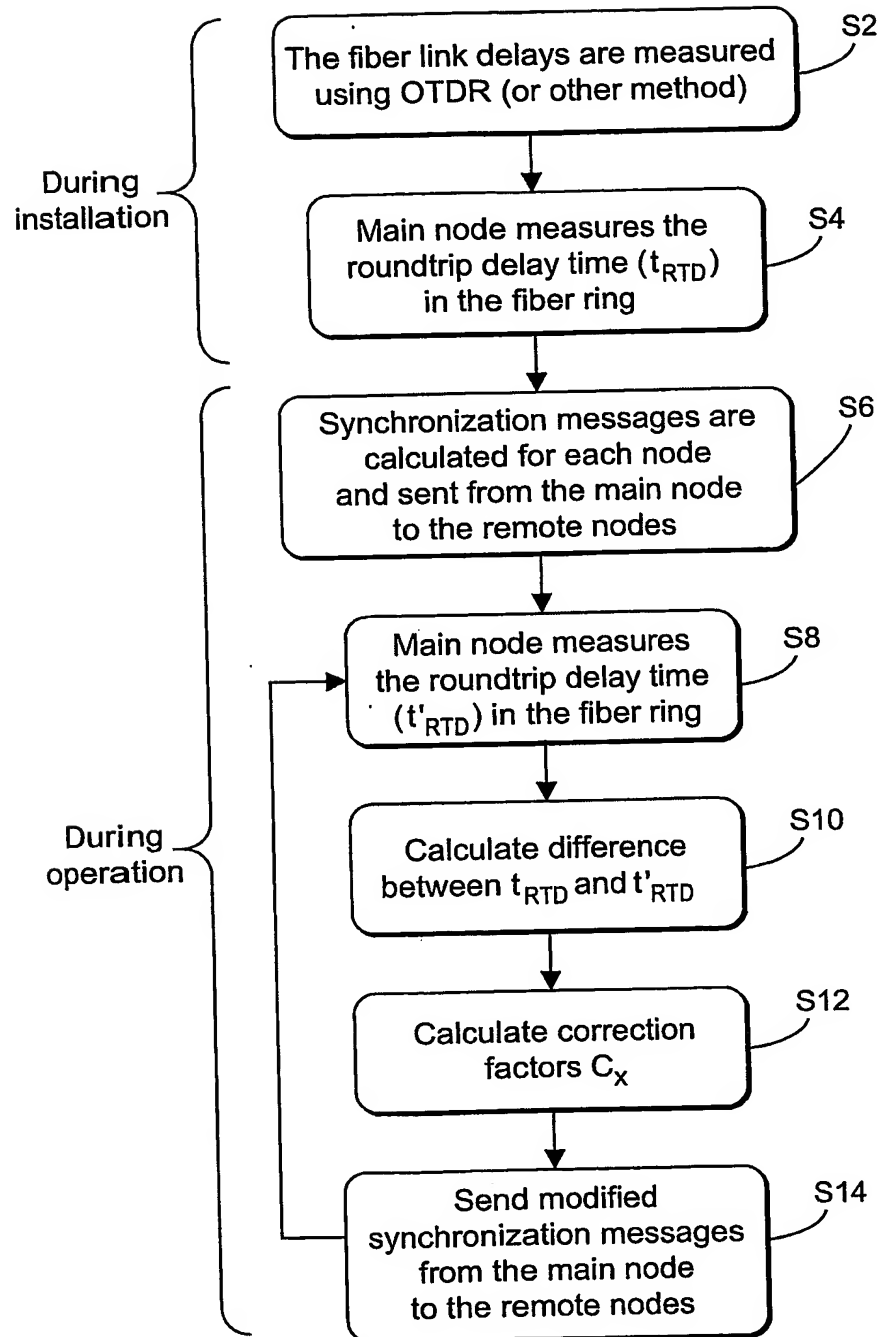 S2
The fiber link delays are measured
using OTDR (or other method)
During
installation
S4
Main node measures the
roundtrip delay time (tRTD)
in the fiber ring
S6
Synchronization messages are
calculated for each node
and sent from the main node
to the remote nodes
S8
Main node measures
the roundtrip delay time
(t'RTD) in the fiber ring
During
operation
S10
Calculate difference
between tRTD and t'RTD
S12
Calculate correction
factors Cx
S14
Send modified
synchronization messages
from the main node
to the remote nodes